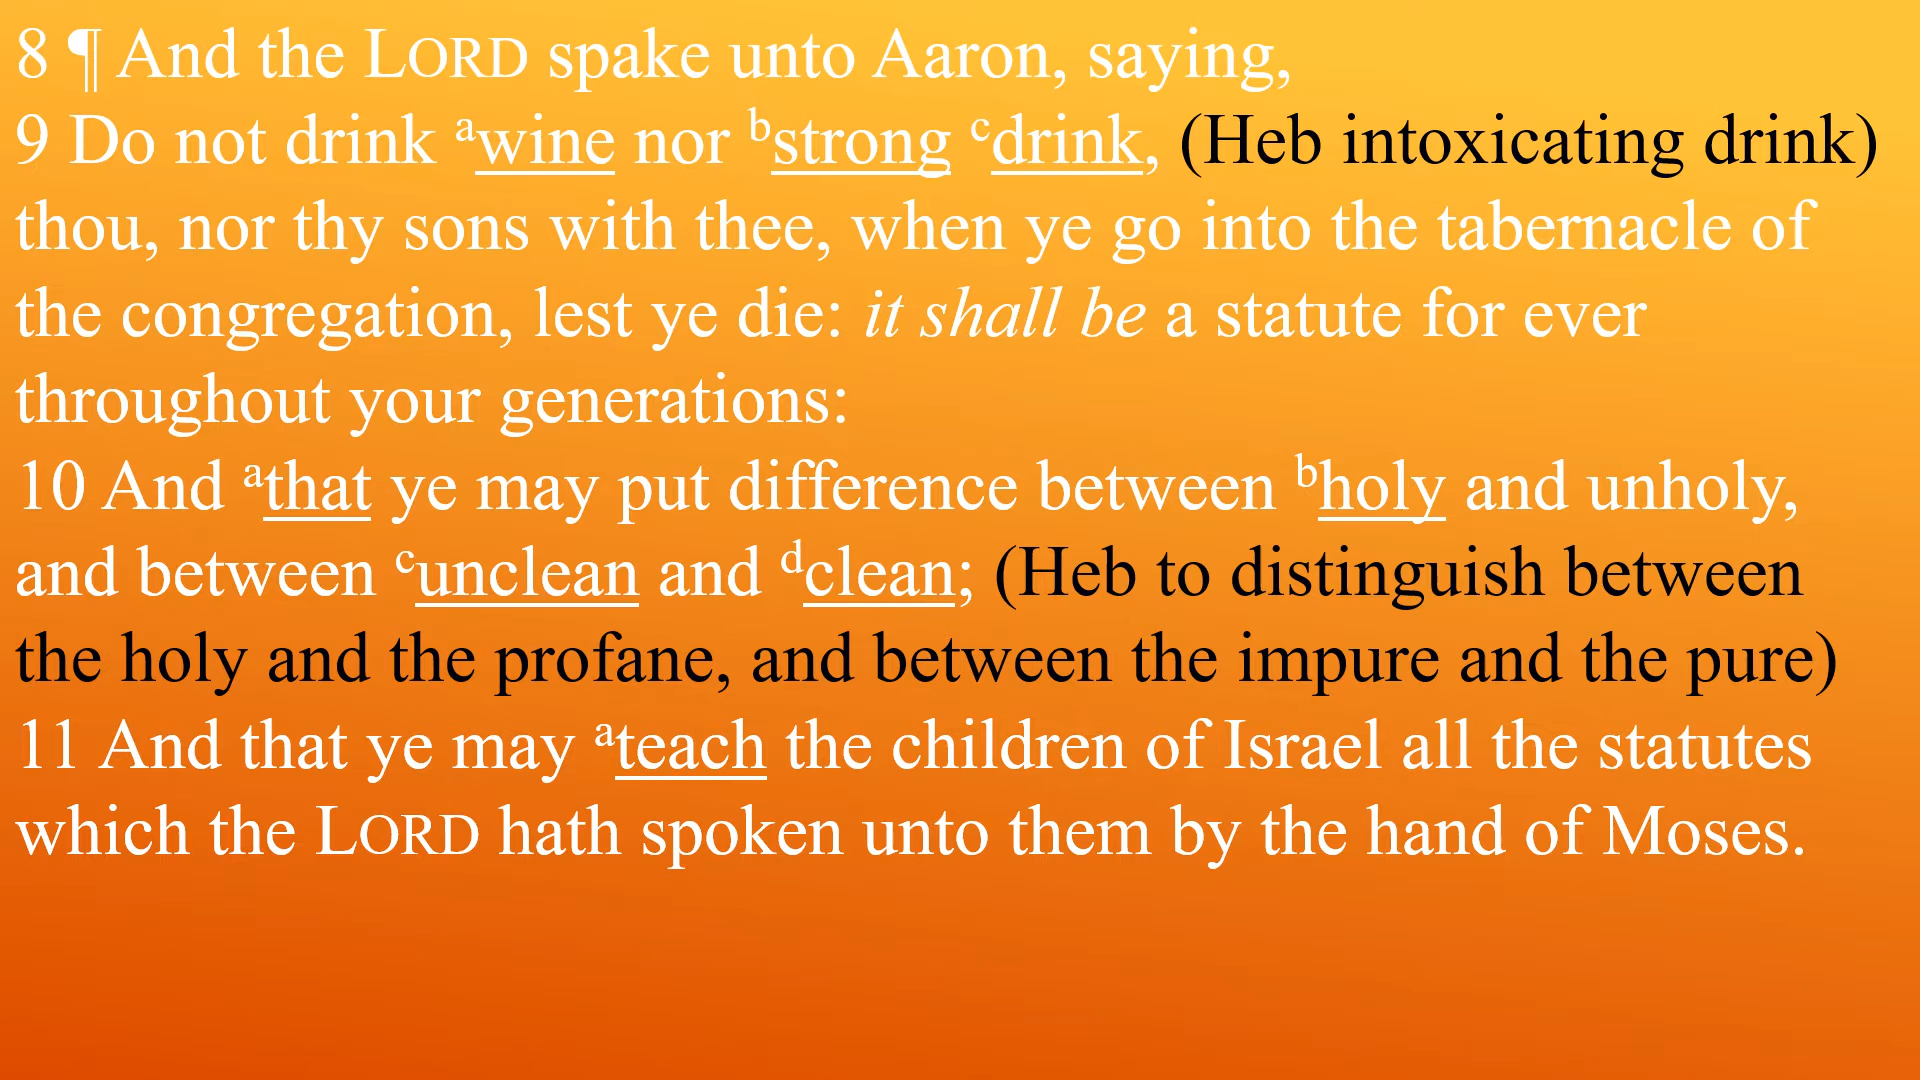 8 ¶ And the LORD spake unto Aaron, saying,
9 Do not drink ᵃwine nor ᵇstrong ᶜdrink, (Heb intoxicating drink)
thou, nor thy sons with thee, when ye go into the tabernacle of
the congregation, lest ye die: it shall be a statute for ever
throughout your generations:
10 And ᵃthat ye may put difference between ᵇholy and unholy,
and between ᶜunclean and ᵈclean; (Heb to distinguish between
the holy and the profane, and between the impure and the pure)
11 And that ye may ᵃteach the children of Israel all the statutes
which the LORD hath spoken unto them by the hand of Moses.